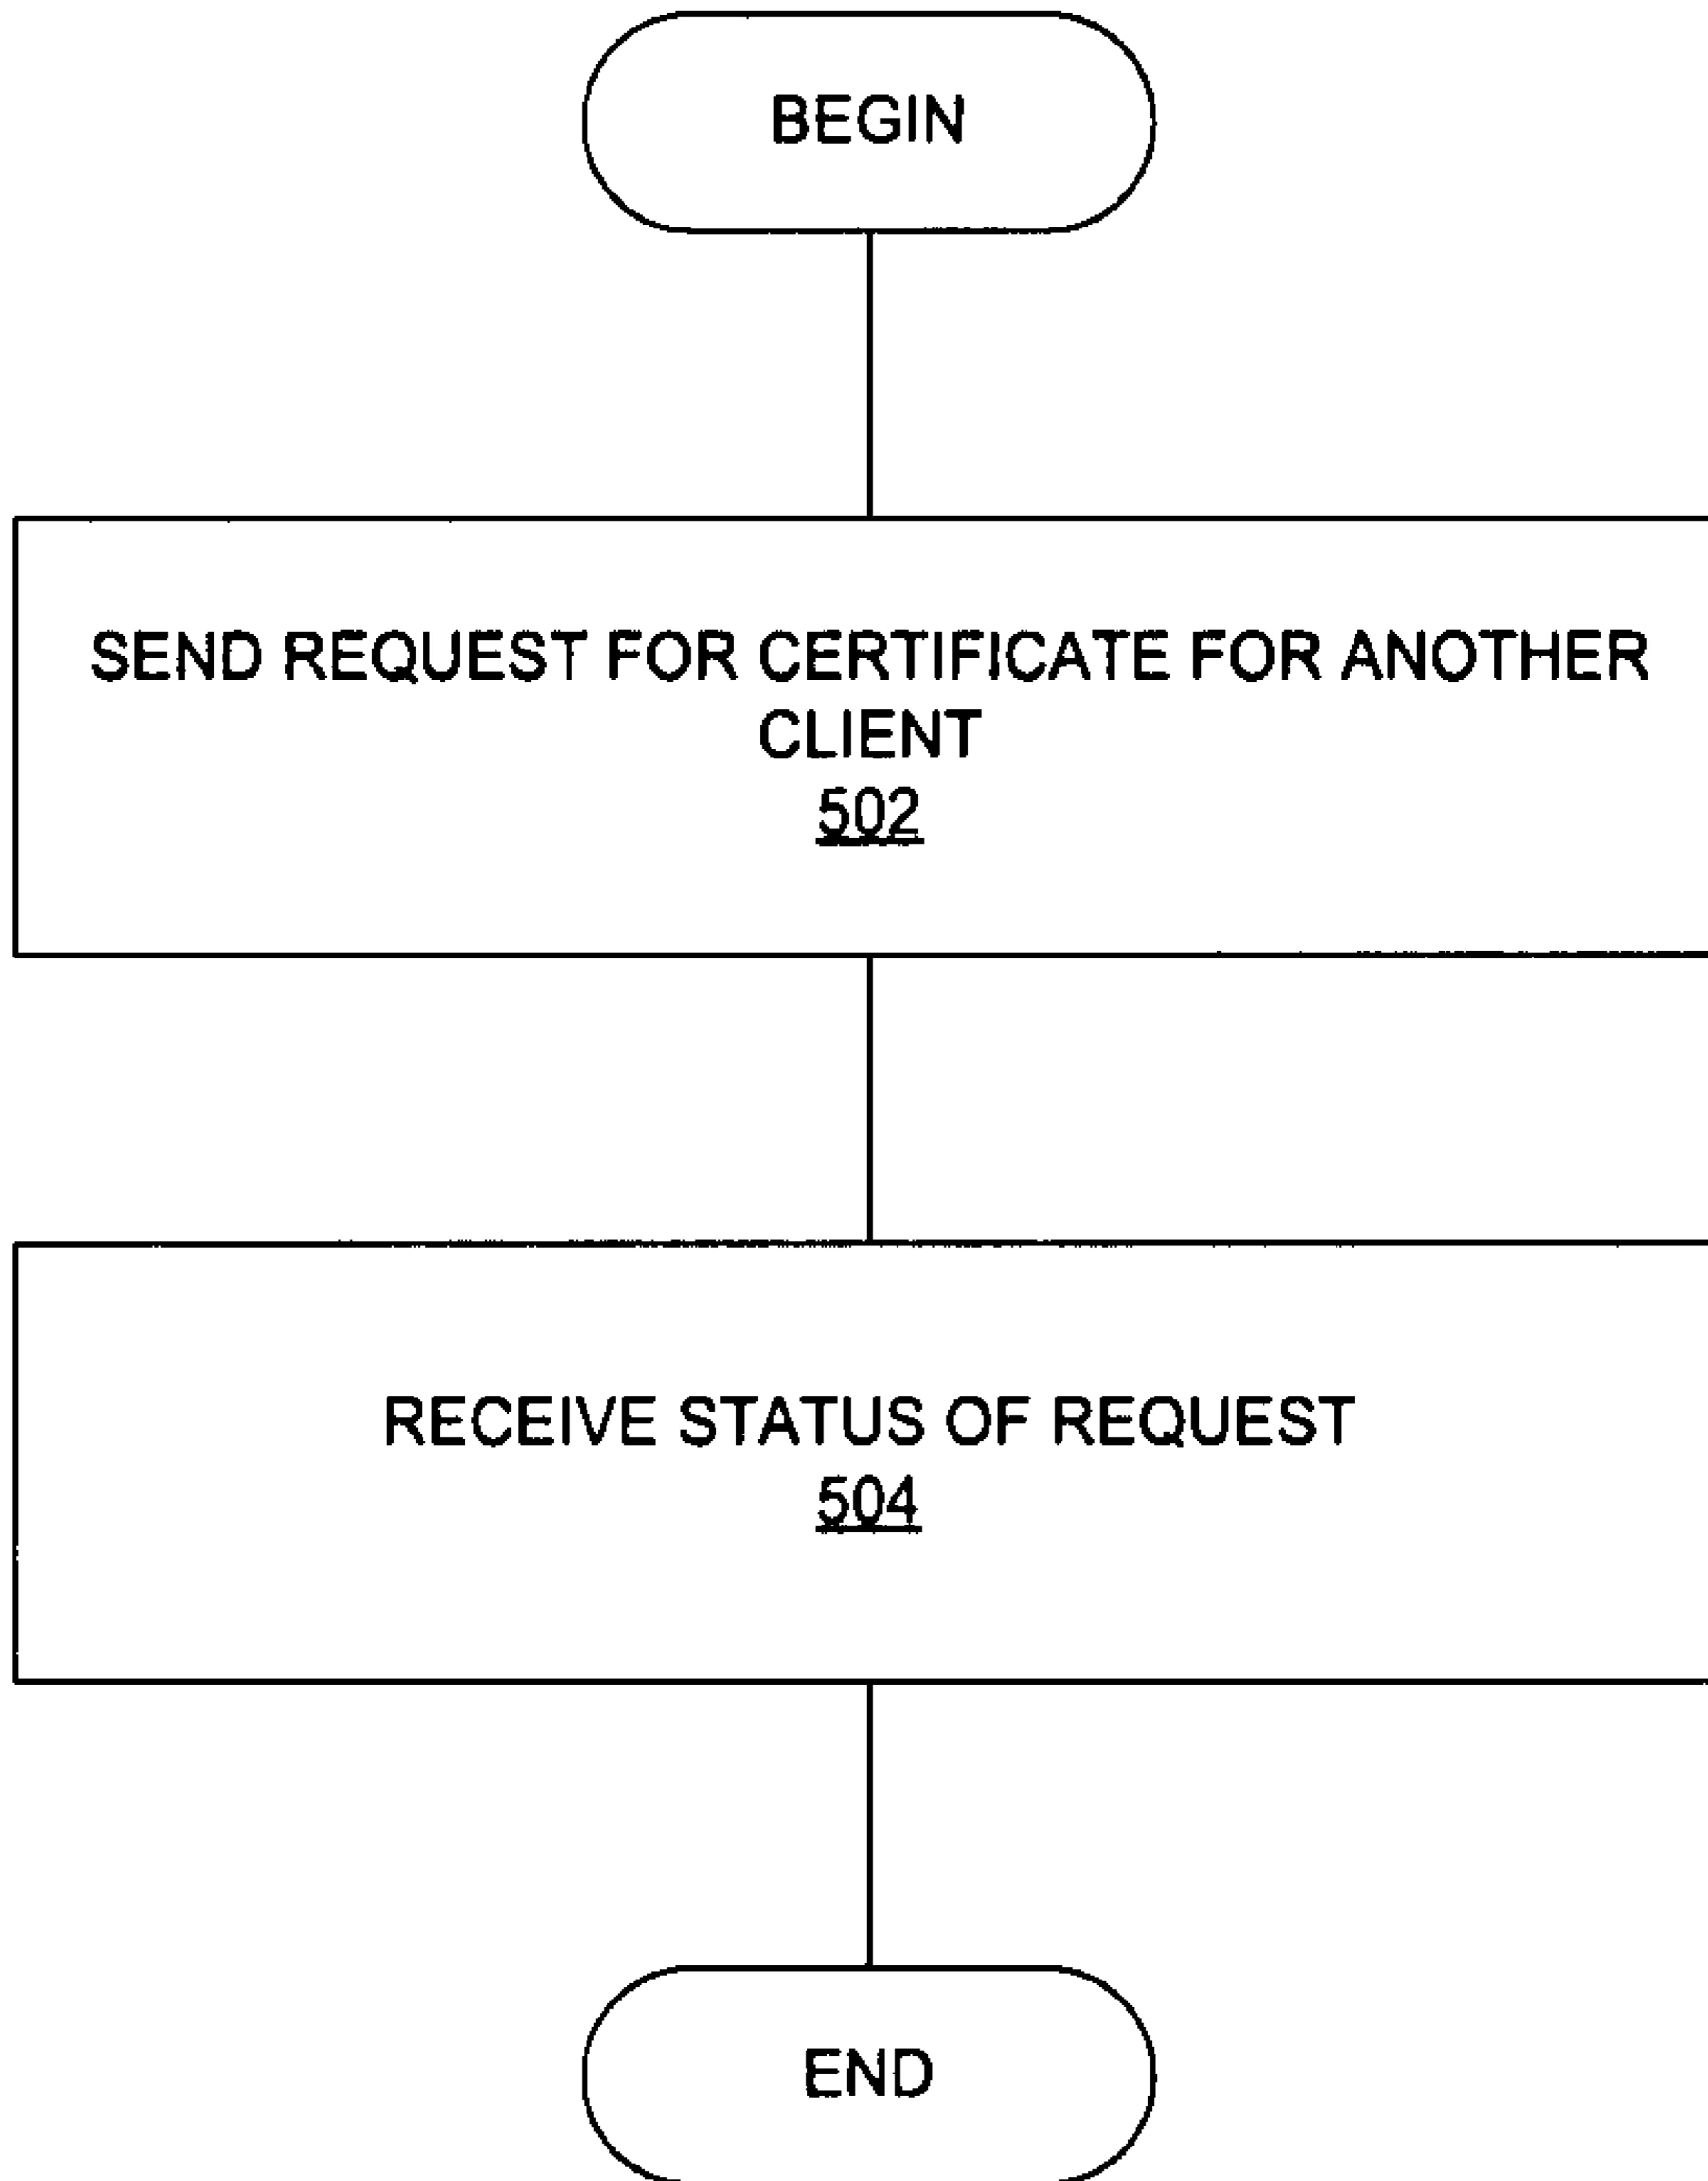 BEGIN
SEND REQUEST FOR CERTIFICATE FOR ANOTHER
CLIENT
502
RECEIVE STATUS OF REQUEST
504
END